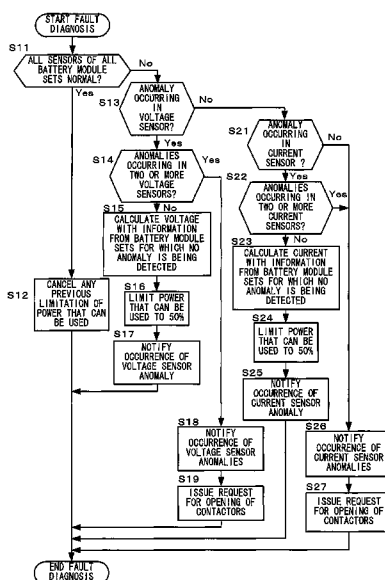 START FAULT
DIAGNOSIS
S11
ALL SENSORS OF ALL
BATTERY MODULE
SETS NORMAL?
No
Yes
S13
ANOMALY
OCCURRING
IN
VOLTAGE
SENSOR?
No
Yes
S14
ANOMALIES
OCCURRING
IN TWO OR MORE
VOLTAGE
SENSORS?
Yes
No
S15
CALCULATE VOLTAGE
WITH INFORMATION
FROM BATTERY MODULE
SETS FOR WHICH NO
ANOMALY IS BEING
DETECTED
S16
LIMIT POWER
THAT CAN BE
USED TO 50%
S12
CANCEL ANY
PREVIOUS
LIMITATION OF
POWER THAT CAN
BE USED
S17
NOTIFY
OCCURRENCE OF
VOLTAGE SENSOR
ANOMALY
S18
NOTIFY
OCCURRENCE OF
VOLTAGE SENSOR
ANOMALIES
S19
ISSUE REQUEST
FOR OPENING OF
CONTACTORS
S21
ANOMALY
OCCURRING
IN
CURRENT
SENSOR ?
No
Yes
S22
ANOMALIES
OCCURRING
IN TWO OR MORE
CURRENT
SENSORS?
Yes
No
S23
CALCULATE CURRENT
WITH INFORMATION
FROM BATTERY MODULE
SETS FOR WHICH NO
ANOMALY IS BEING
DETECTED
S24
LIMIT POWER
THAT CAN BE
USED TO 50%
S25
NOTIFY
OCCURRENCE OF
CURRENT SENSOR
ANOMALY
S26
NOTIFY
OCCURRENCE OF
CURRENT SENSOR
ANOMALIES
S27
ISSUE REQUEST
FOR OPENING OF
CONTACTORS
END FAULT
DIAGNOSIS